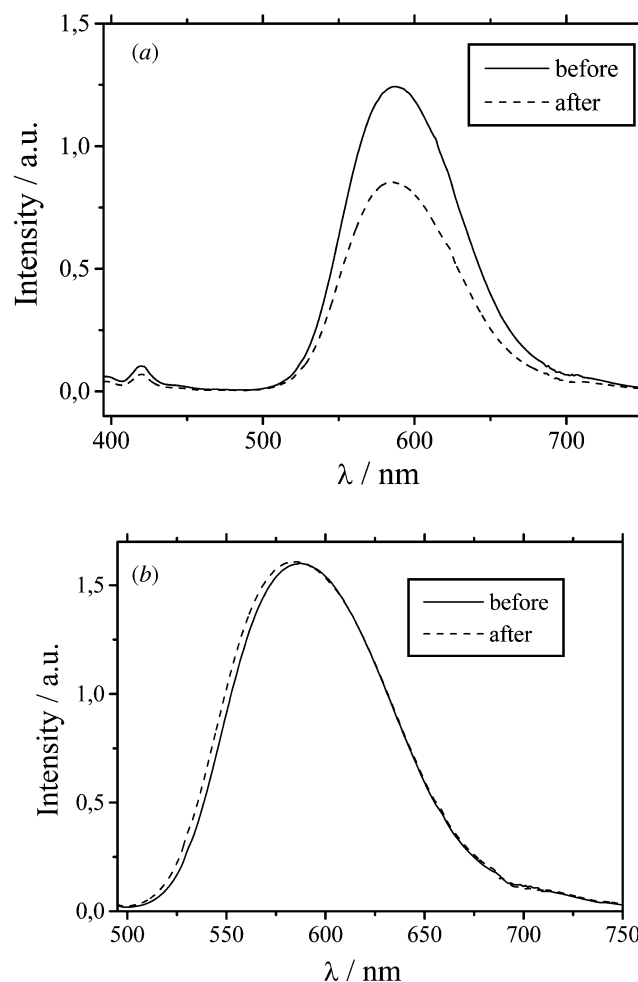 (a)
before
after
1,5
1,0
0,5
0,0
Intensity / a.u.
400 500 600 700
λ / nm
(b)
before
after
1,5
1,0
0,5
0,0
Intensity / a.u.
500 550 600 650 700 750
λ / nm